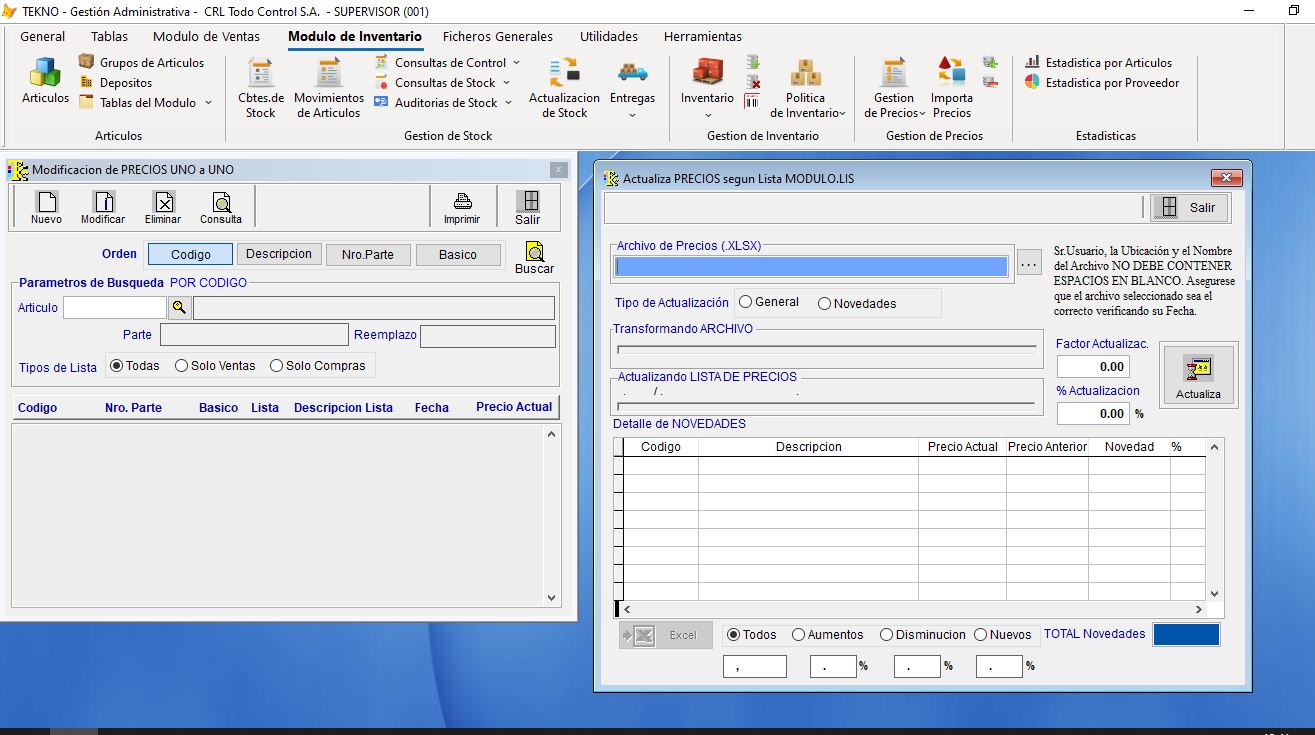 TEKNO - Gestión Administrativa - CRL Todo Control S.A. - SUPERVISOR (001)
General Tablas Modulo de Ventas Modulo de Inventario Ficheros Generales Utilidades Herramientas
Articulos
Grupos de Articulos
Depositos
Tablas del Modulo
Articulos
Cbtes.de Stock
Movimientos de Articulos
Consultas de Control
Consultas de Stock
Auditorias de Stock
Actualizacion de Stock
Entregas
Gestion de Stock
Inventario
Politica de Inventario
Gestion de Inventario
Gestion de Precios
Importa Precios
Gestion de Precios
Estadistica por Articulos
Estadistica por Proveedor
Estadisticas
Modificacion de PRECIOS UNO a UNO
x
Nuevo Modificar Eliminar Consulta Imprimir Salir
Orden Codigo Descripcion Nro.Parte Basico Buscar
Parametros de Busqueda POR CODIGO
Articulo
Parte Reemplazo
Tipos de Lista Todas Solo Ventas Solo Compras
Codigo Nro. Parte Basico Lista Descripcion Lista Fecha Precio Actual
Actualiza PRECIOS segun Lista MODULO.LIS
Salir
Archivo de Precios (.XLSX)
...
Sr.Usuario, la Ubicación y el Nombre
del Archivo NO DEBE CONTENER
ESPACIOS EN BLANCO. Asegurese
que el archivo seleccionado sea el
correcto verificando su Fecha.
Tipo de Actualización General Novedades
Transformando ARCHIVO
Factor Actualizac.
0.00
Actualizando LISTA DE PRECIOS
. / . .
% Actualizacion
0.00 %
Actualiza
Detalle de NOVEDADES
Codigo Descripcion Precio Actual Precio Anterior Novedad %
Excel Todos Aumentos Disminucion Nuevos TOTAL Novedades
, . % . % . %